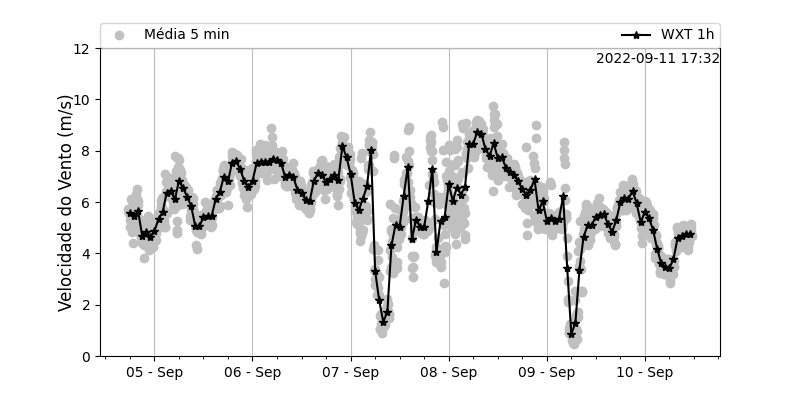 Média 5 min
WXT 1h
2022-09-11 17:32
Velocidade do Vento (m/s)
12
10
8
6
4
2
0
05 - Sep
06 - Sep
07 - Sep
08 - Sep
09 - Sep
10 - Sep